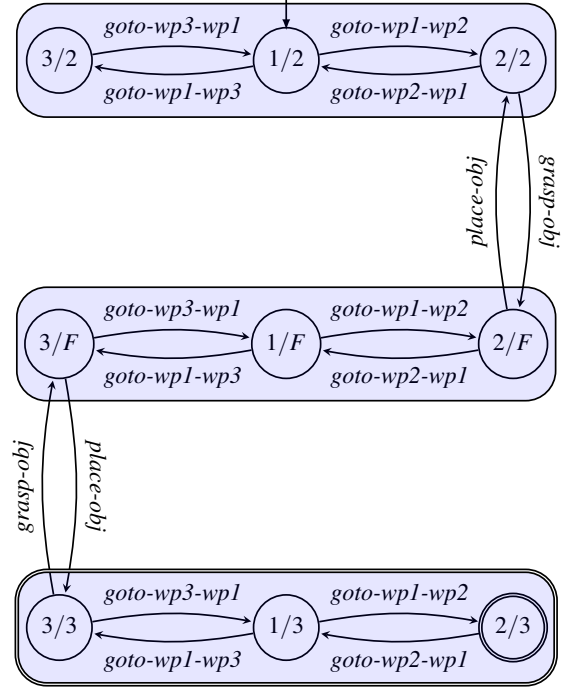 goto-wp3-wp1 goto-wp1-wp2
3/2 1/2 2/2
goto-wp1-wp3 goto-wp2-wp1
place-obj grasp-obj
goto-wp3-wp1 goto-wp1-wp2
3/F 1/F 2/F
goto-wp1-wp3 goto-wp2-wp1
grasp-obj place-obj
goto-wp3-wp1 goto-wp1-wp2
3/3 1/3 2/3
goto-wp1-wp3 goto-wp2-wp1